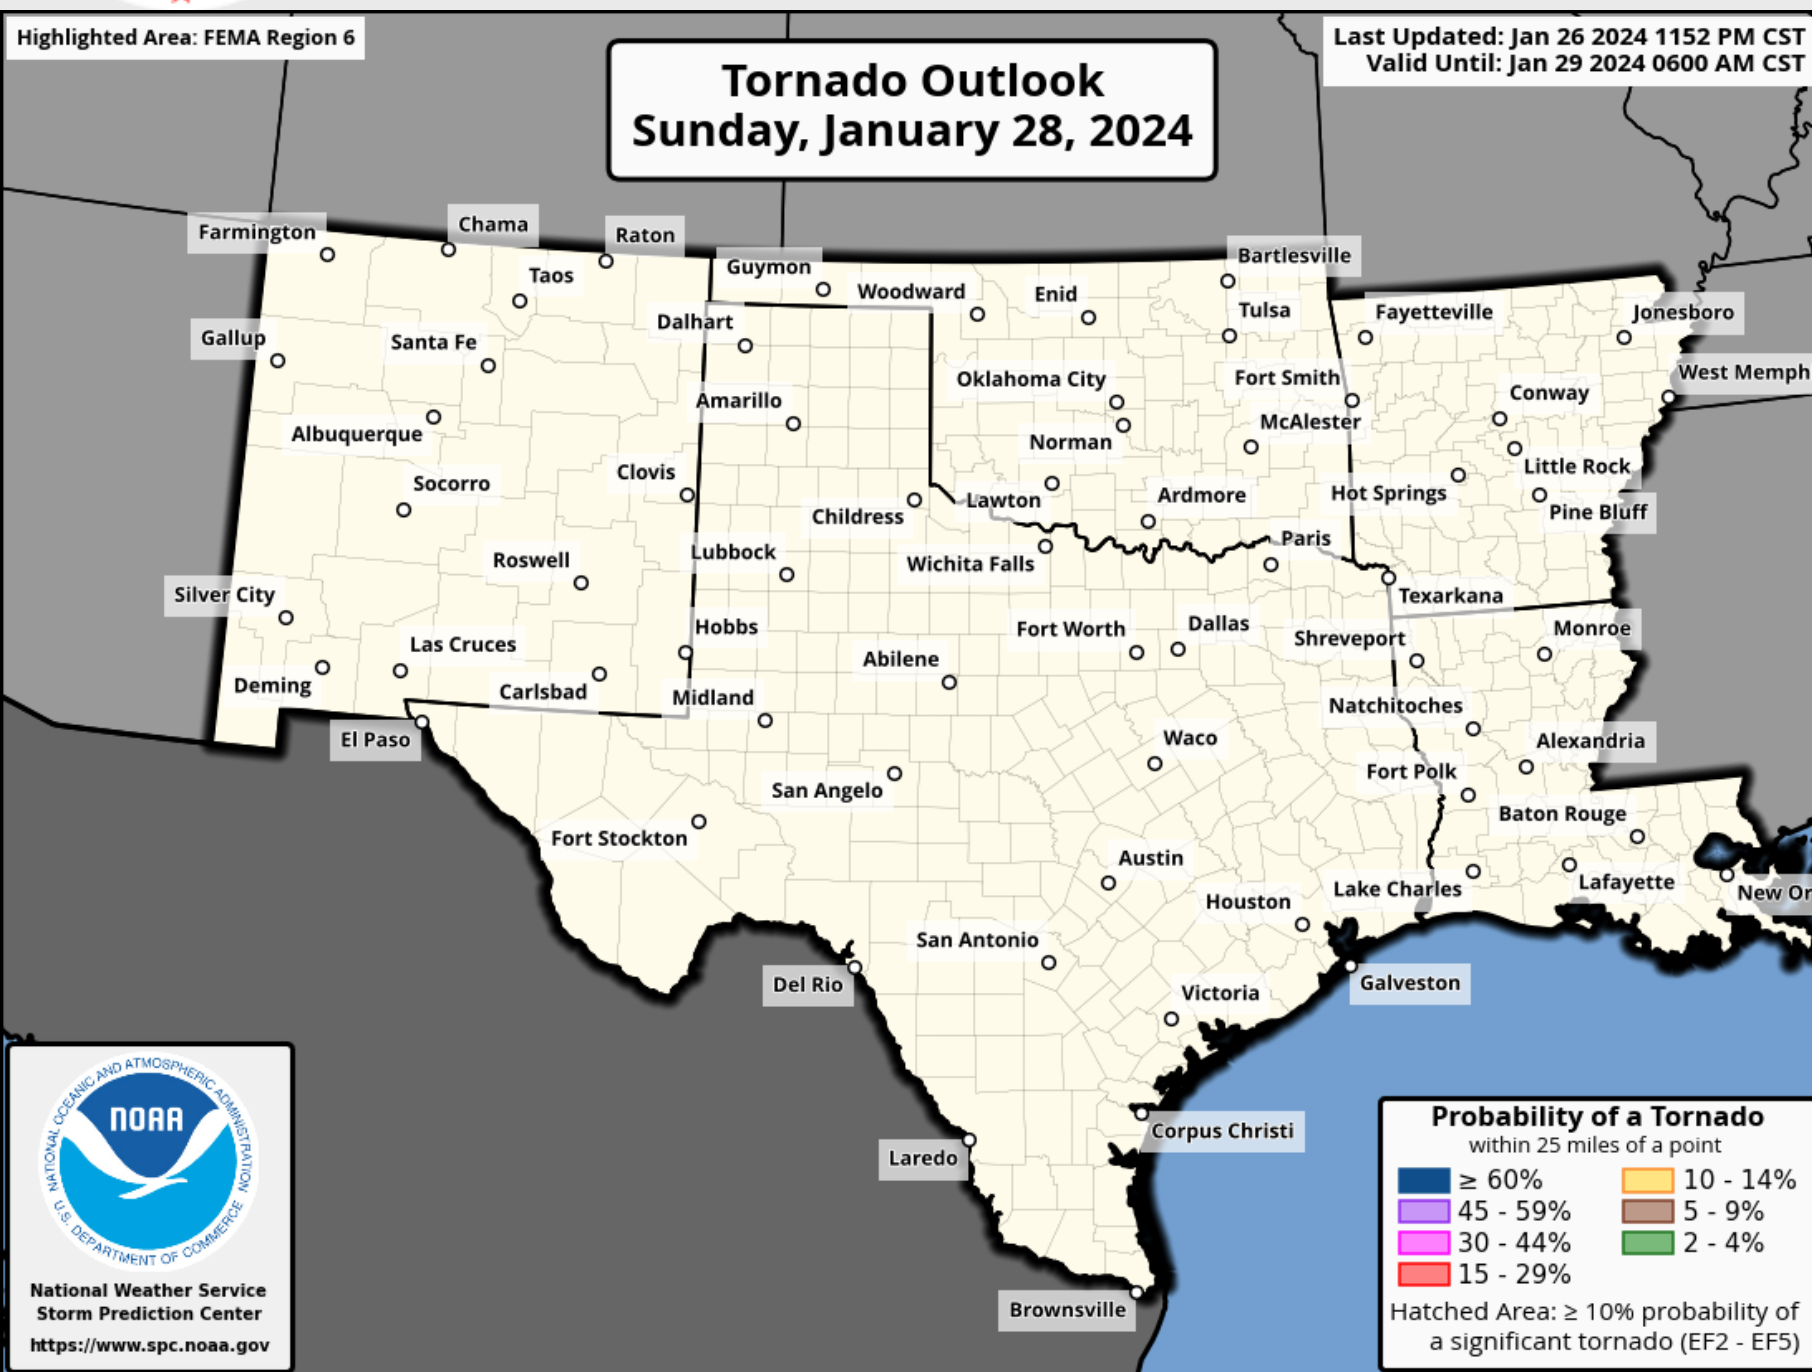 Highlighted Area: FEMA Region 6
Tornado Outlook
Sunday, January 28, 2024
Last Updated: Jan 26 2024 1152 PM CST
Valid Until: Jan 29 2024 0600 AM CST
Farmington
Chama
Raton
Taos
Guymon
Woodward
Enid
Bartlesville
Tulsa
Fayetteville
Jonesboro
Gallup
Santa Fe
Dalhart
Oklahoma City
Fort Smith
Conway
West Memph
Amarillo
Albuquerque
Norman
McAlester
Little Rock
Socorro
Clovis
Childress
Lawton
Ardmore
Hot Springs
Pine Bluff
Roswell
Lubbock
Wichita Falls
Paris
Silver City
Texarkana
Las Cruces
Hobbs
Fort Worth
Dallas
Shreveport
Monroe
Abilene
Deming
Carlsbad
Midland
Natchitoches
El Paso
Waco
Alexandria
San Angelo
Fort Polk
Fort Stockton
Baton Rouge
Austin
Houston
Lake Charles
Lafayette
New Or
San Antonio
Del Rio
Victoria
Galveston
Corpus Christi
Laredo
Brownsville
NATIONAL OCEANIC AND ATMOSPHERIC ADMINISTRATION
NOAA
U.S. DEPARTMENT OF COMMERCE
National Weather Service
Storm Prediction Center
https://www.spc.noaa.gov
Probability of a Tornado
within 25 miles of a point
≥ 60%
10 - 14%
45 - 59%
5 - 9%
30 - 44%
2 - 4%
15 - 29%
Hatched Area: ≥ 10% probability of
a significant tornado (EF2 - EF5)